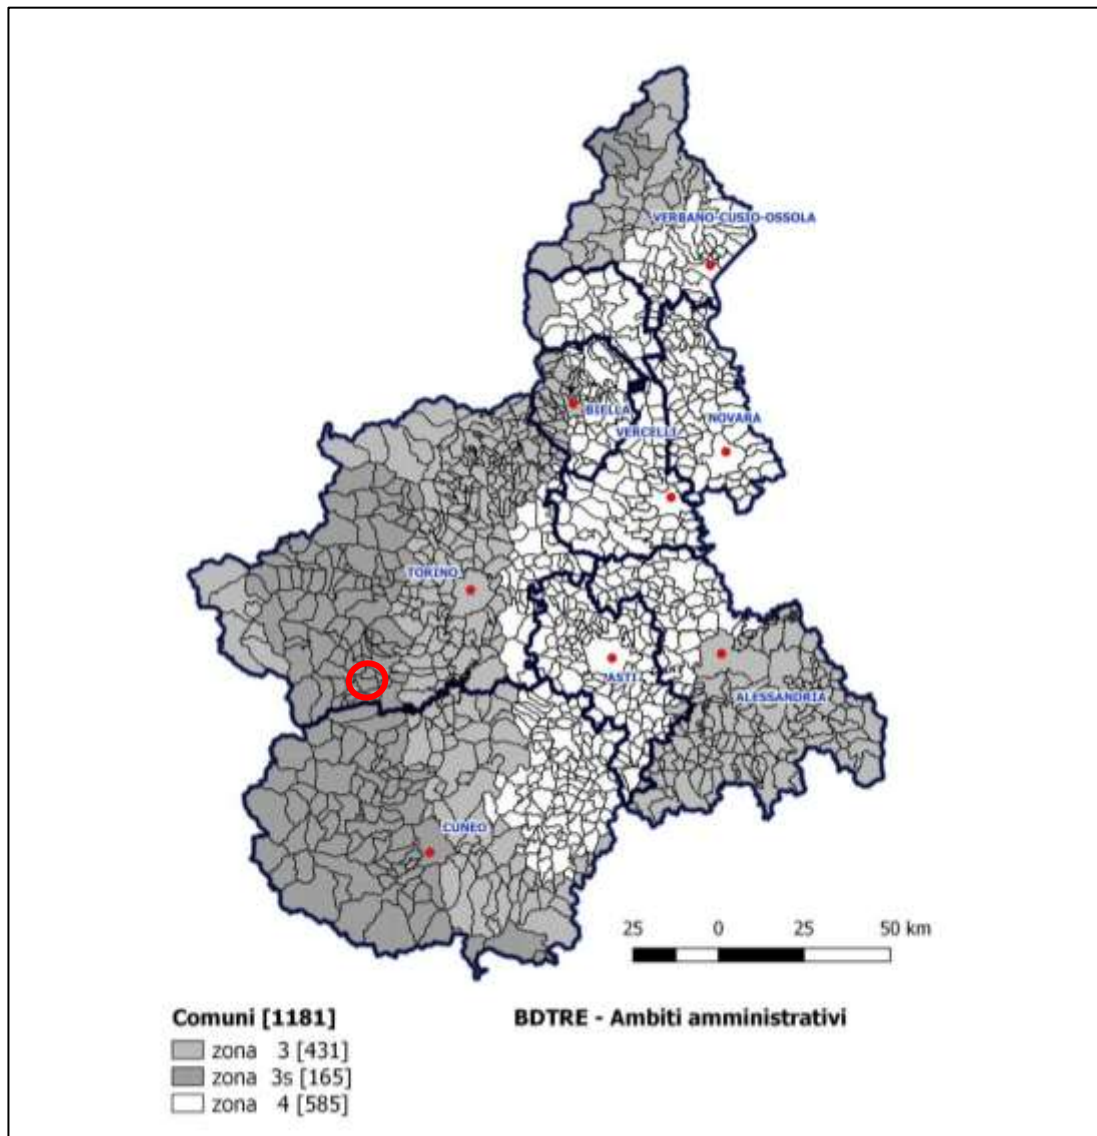 VERBANO-CUSIO-OSSOLA
BIELLA
VERCELLI
NOVARA
TORINO
ASTI
ALESSANDRIA
CUNEO
25 0 25 50 km
Comuni [1181]
BDTRE - Ambiti amministrativi
zona 3 [431]
zona 3s [165]
zona 4 [585]